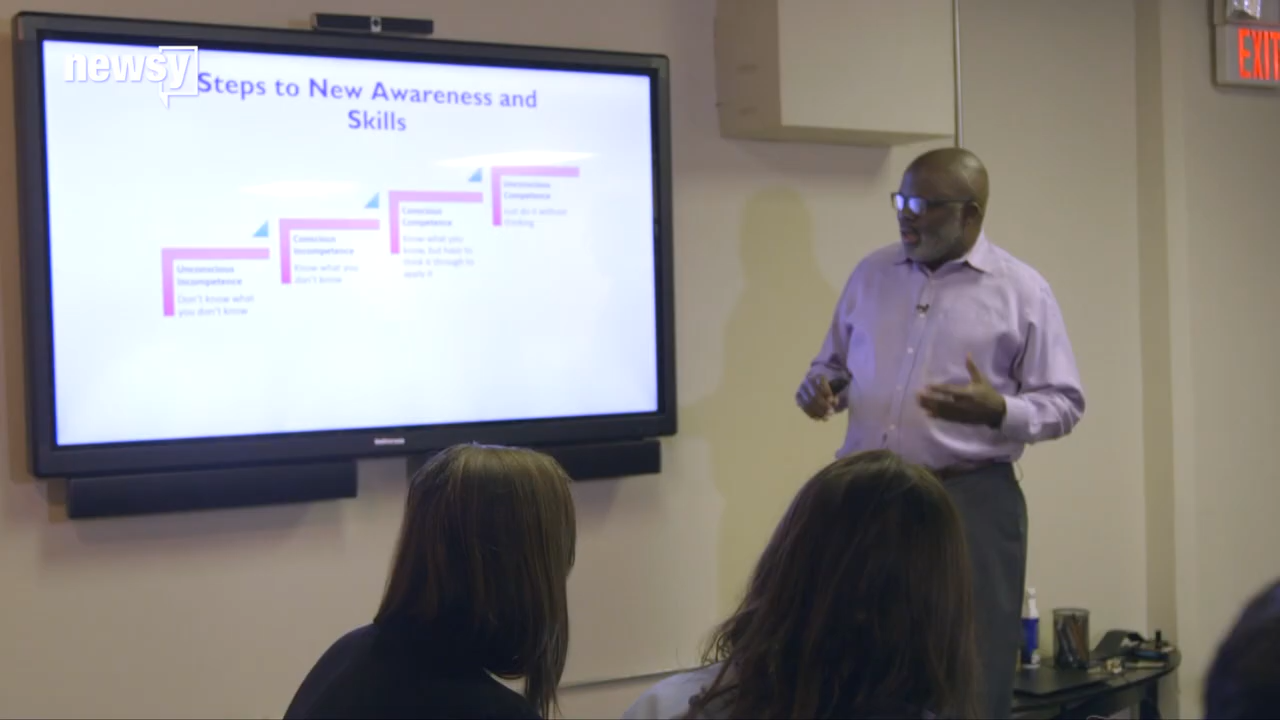 newsy
Steps to New Awareness and
Skills
EXIT
Unconscious
Competence
Just do it without
thinking
Conscious
Competence
Know what you
know, but have to
think it through to
apply it
Conscious
Incompetence
Know what you
don't know
Unconscious
Incompetence
Don't know what
you don't know